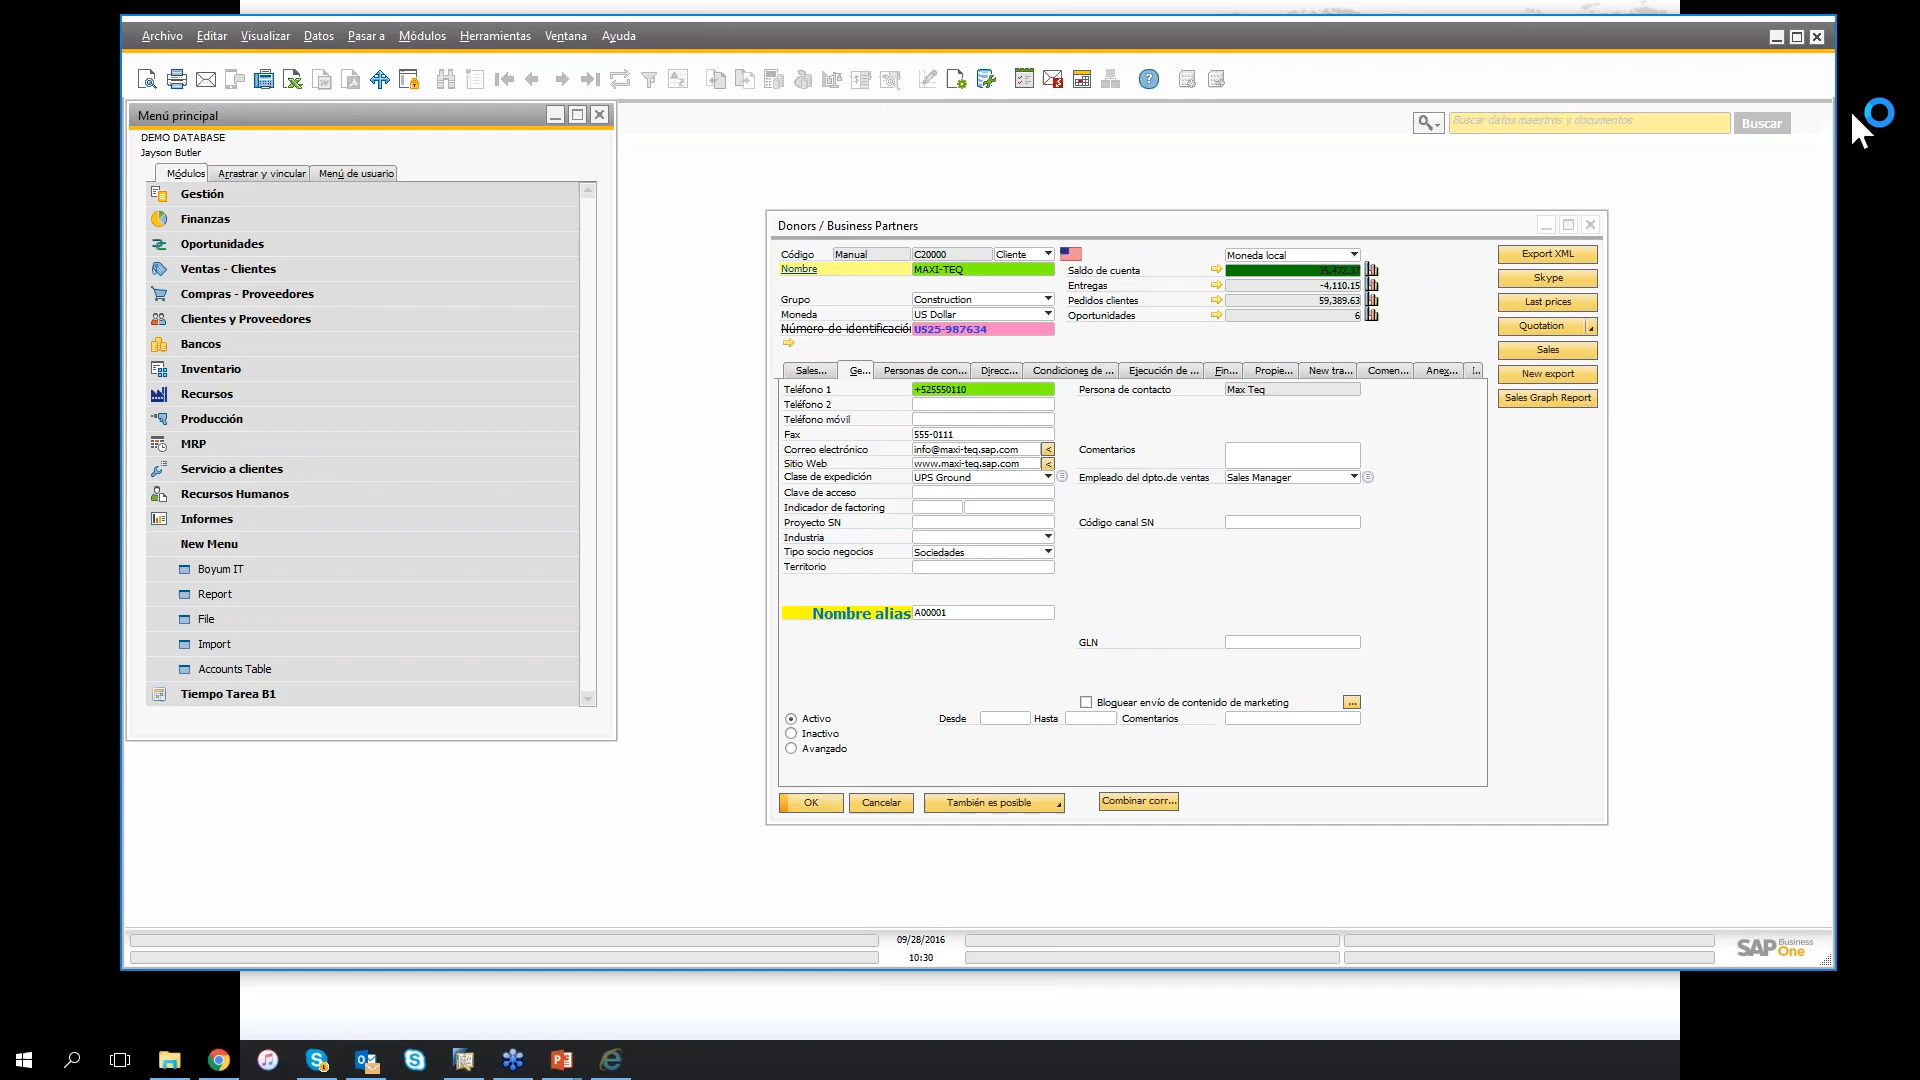 Archivo Editar Visualizar Datos Pasar a Módulos Herramientas Ventana Ayuda
Menú principal
DEMO DATABASE
Jayson Butler
Módulos Arrastrar y vincular Menú de usuario
Gestión
Finanzas
Oportunidades
Ventas - Clientes
Compras - Proveedores
Clientes y Proveedores
Bancos
Inventario
Recursos
Producción
MRP
Servicio a clientes
Recursos Humanos
Informes
New Menu
Boyum IT
Report
File
Import
Accounts Table
Tiempo Tarea B1
Buscar datos maestros y documentos Buscar
Donors / Business Partners
Código Manual C20000 Cliente Moneda local
Nombre MAXI-TEQ Saldo de cuenta 35,472.37
Entregas -4,110.15
Grupo Construction Pedidos clientes 59,389.63
Moneda US Dollar Oportunidades 6
Número de identificación US25-987634
Sales... Ge... Personas de con... Direcc... Condiciones de ... Ejecución de ... Fin... Propie... New tra... Comen... Anex... I..
Teléfono 1 +525550110 Persona de contacto Max Teq
Teléfono 2
Teléfono móvil
Fax 555-0111
Correo electrónico info@maxi-teq.sap.com < Comentarios
Sitio Web www.maxi-teq.sap.com <
Clase de expedición UPS Ground Empleado del dpto.de ventas Sales Manager
Clave de acceso
Indicador de factoring
Proyecto SN Código canal SN
Industria
Tipo socio negocios Sociedades
Territorio
Nombre alias A00001
GLN
Bloquear envío de contenido de marketing ...
Activo Desde Hasta Comentarios
Inactivo
Avanzado
OK Cancelar También es posible Combinar corr...
Export XML
Skype
Last prices
Quotation
Sales
New export
Sales Graph Report
09/28/2016
10:30
SAP Business One